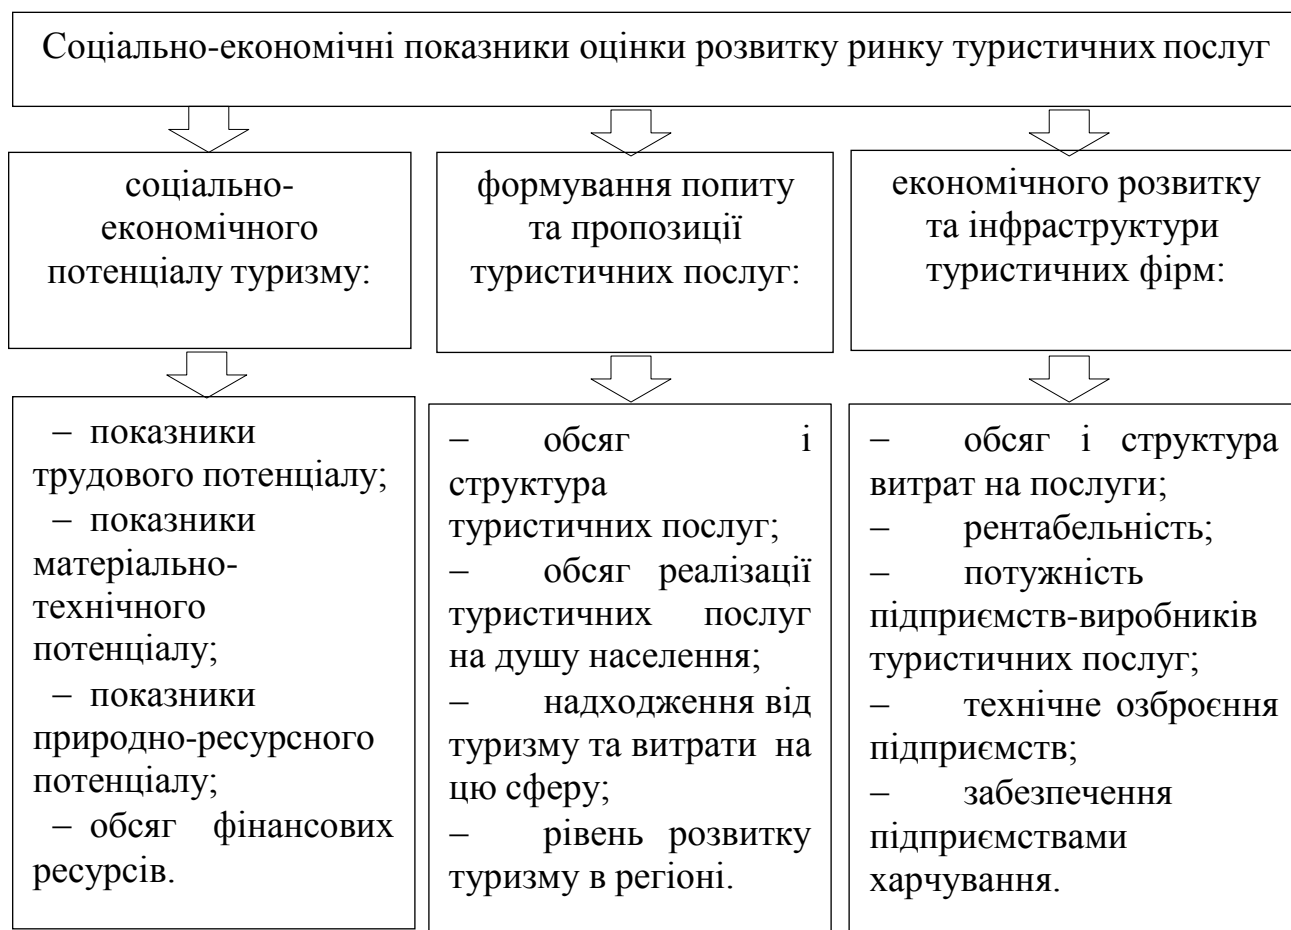 Соціально-економічні показники оцінки розвитку ринку туристичних послуг
соціально-
економічного
потенціалу туризму:
формування попиту
та пропозиції
туристичних послуг:
економічного розвитку
та інфраструктури
туристичних фірм:
– показники
трудового потенціалу;
– показники
матеріально-
технічного
потенціалу;
– показники
природно-ресурсного
потенціалу;
– обсяг фінансових
ресурсів.
– обсяг і
структура
туристичних послуг;
– обсяг реалізації
туристичних послуг
на душу населення;
– надходження від
туризму та витрати на
цю сферу;
– рівень розвитку
туризму в регіоні.
– обсяг і структура
витрат на послуги;
– рентабельність;
– потужність
підприємств-виробників
туристичних послуг;
– технічне озброєння
підприємств;
– забезпечення
підприємствами
харчування.